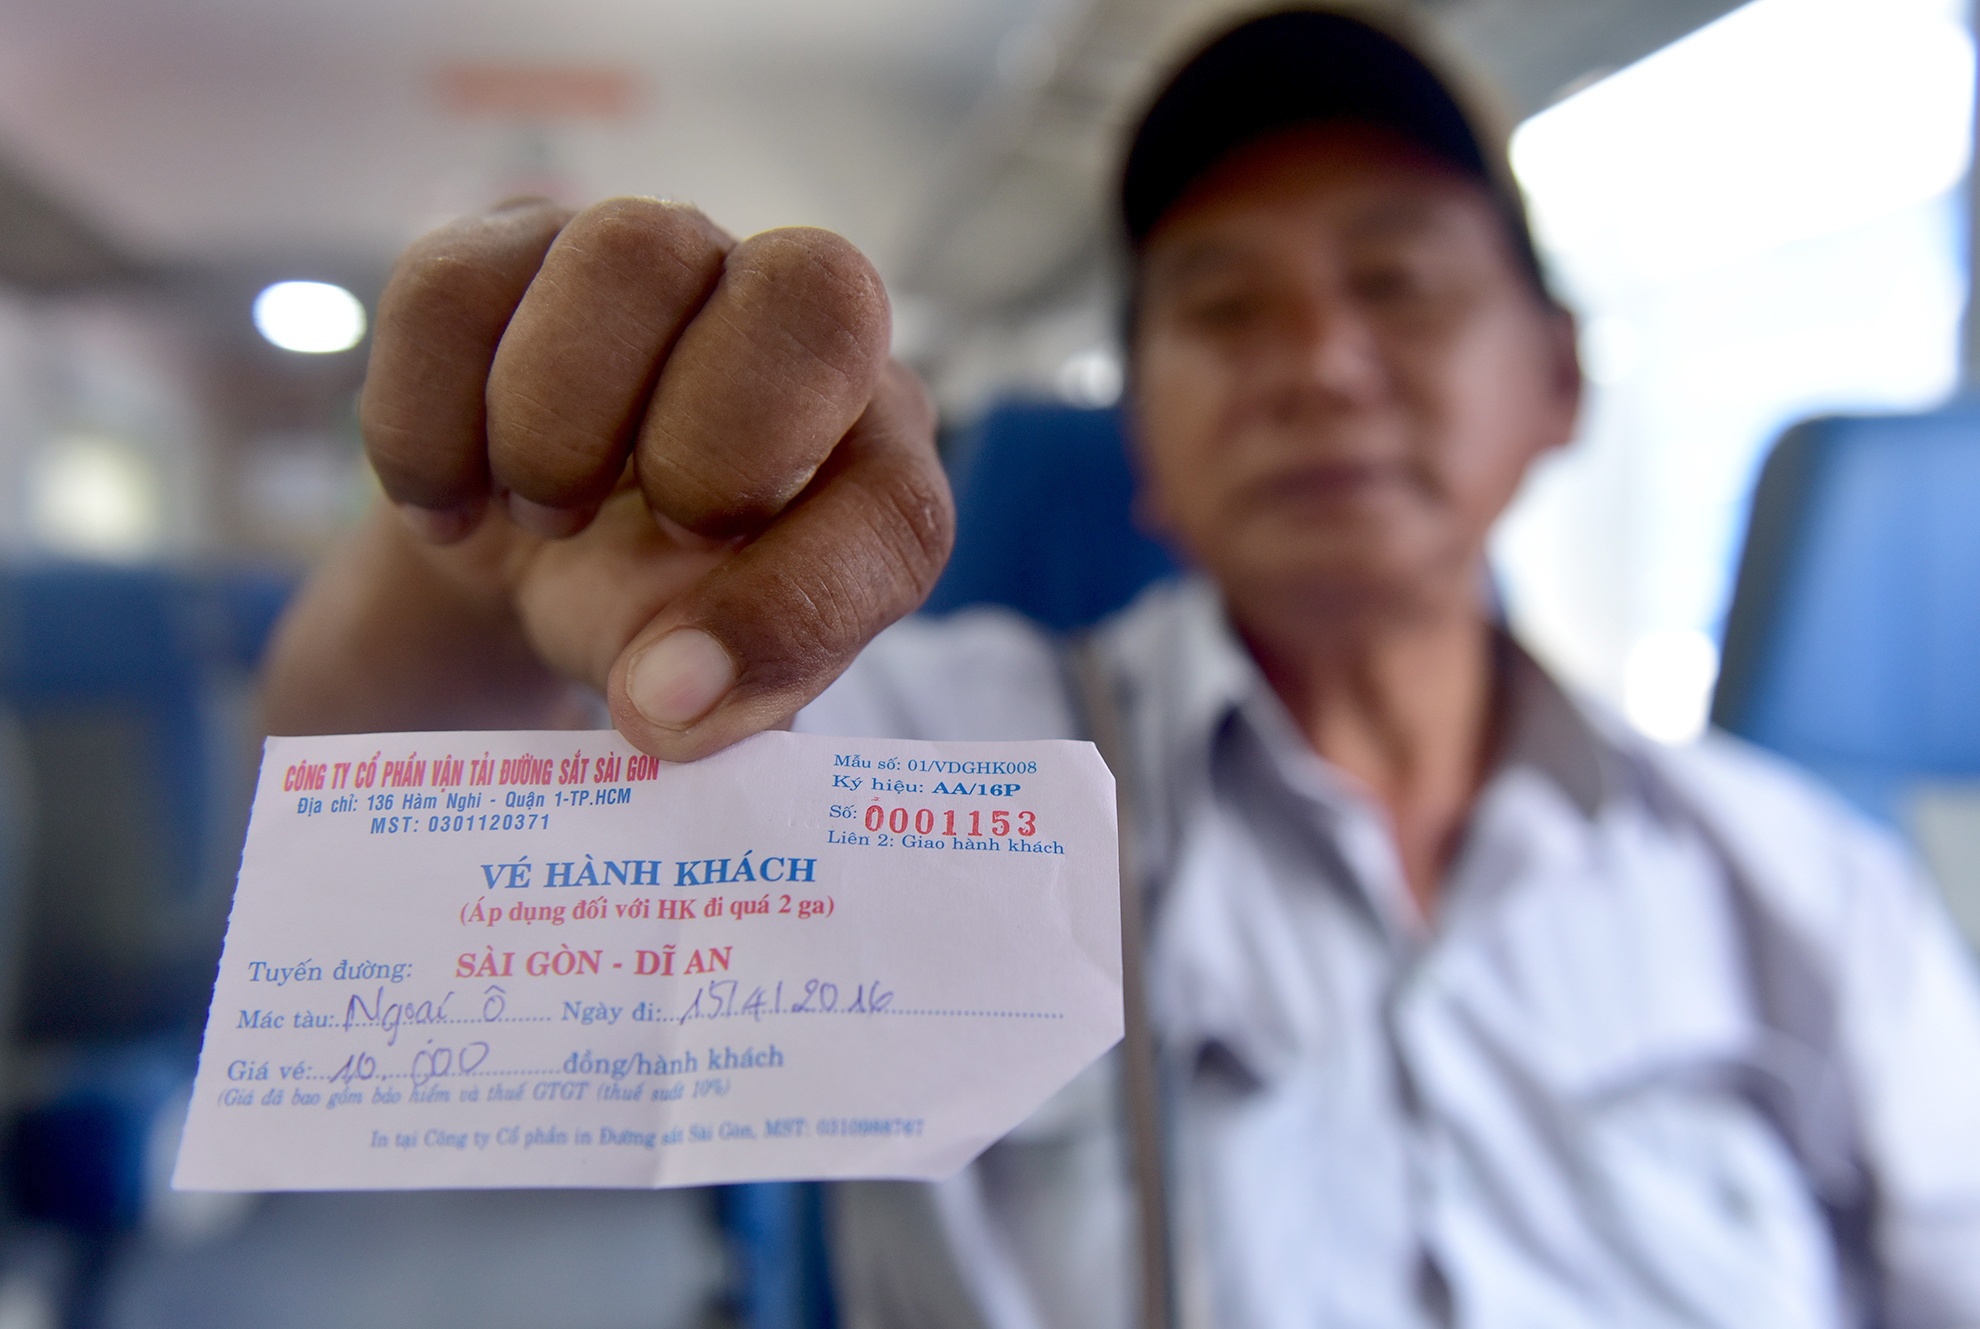 CÔNG TY CỔ PHẦN VẬN TẢI ĐƯỜNG SẮT SÀI GÒN
Địa chỉ: 136 Hàm Nghi - Quận 1-TP.HCM
MST: 0301120371
Mẫu số: 01/VDGHK008
Ký hiệu: AA/16P
Số: 0001153
Liên 2: Giao hành khách
VÉ HÀNH KHÁCH
(Áp dụng đối với HK đi quá 2 ga)
Tuyến đường: SÀI GÒN - DĨ AN
Mác tàu: Ngoại Ô Ngày đi: 15/4/2016
Giá vé: 10.000 đồng/hành khách
(Giá đã bao gồm bảo hiểm và thuế GTGT (thuế suất 10%)
In tại Công ty Cổ phần in Đường sắt Sài Gòn, MST: 0310988767